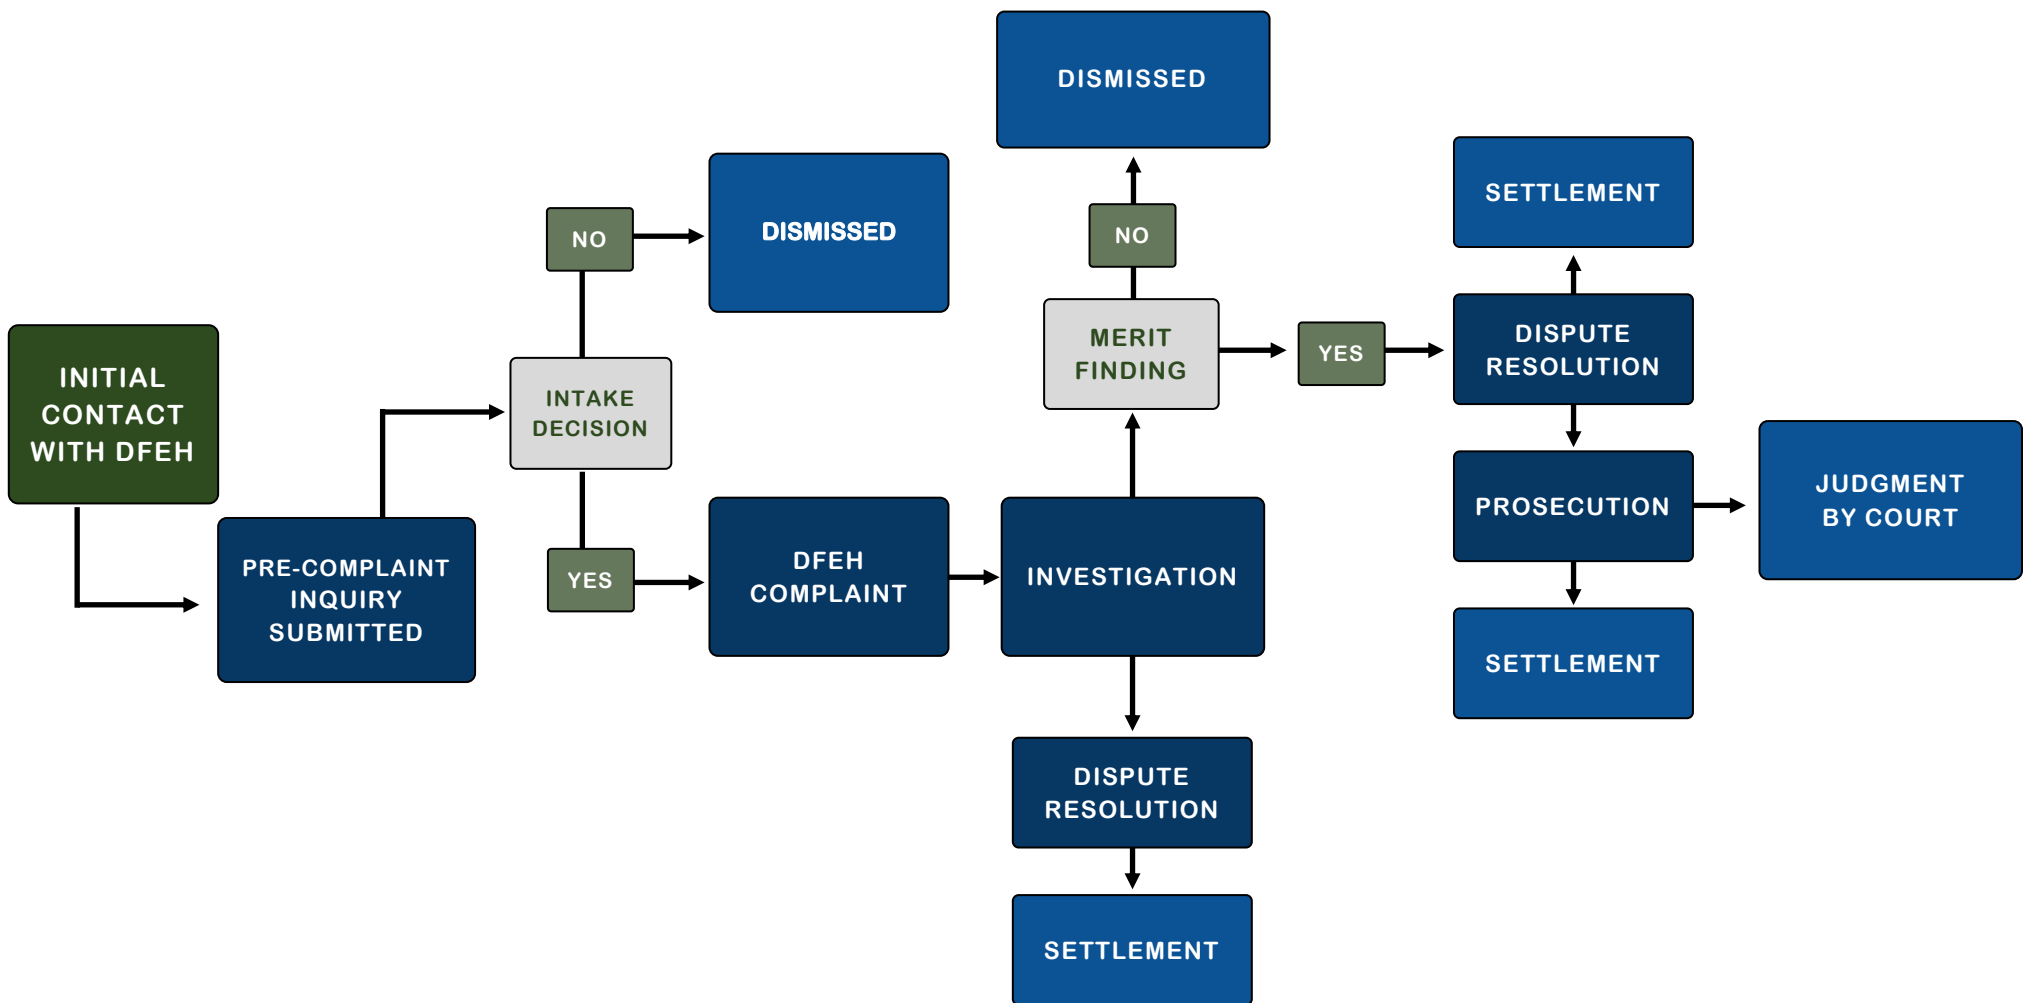 INITIAL
CONTACT
WITH DFEH
PRE-COMPLAINT
INQUIRY
SUBMITTED
INTAKE
DECISION
NO
DISMISSED
YES
DFEH
COMPLAINT
INVESTIGATION
MERIT
FINDING
NO
DISMISSED
YES
DISPUTE
RESOLUTION
SETTLEMENT
PROSECUTION
JUDGMENT
BY COURT
SETTLEMENT
DISPUTE
RESOLUTION
SETTLEMENT